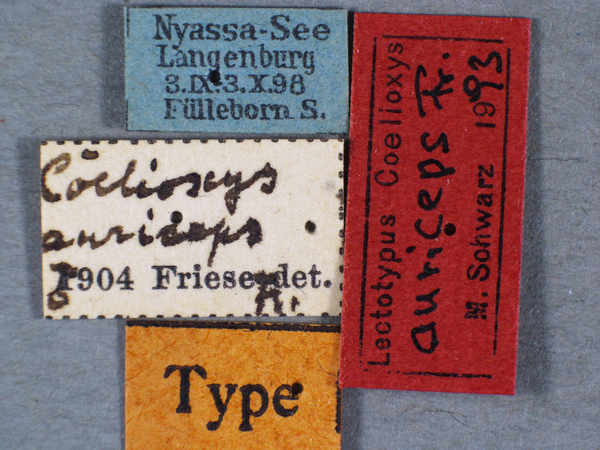 Nyassa-See
Langenburg
3.IX.3.X.98
Fülleborn S.
Coelioxys
auriceps
1904 Friese det.
Fr.
Type
Lectotypus Coelioxys
auriceps Fr.
M. Schwarz 1993